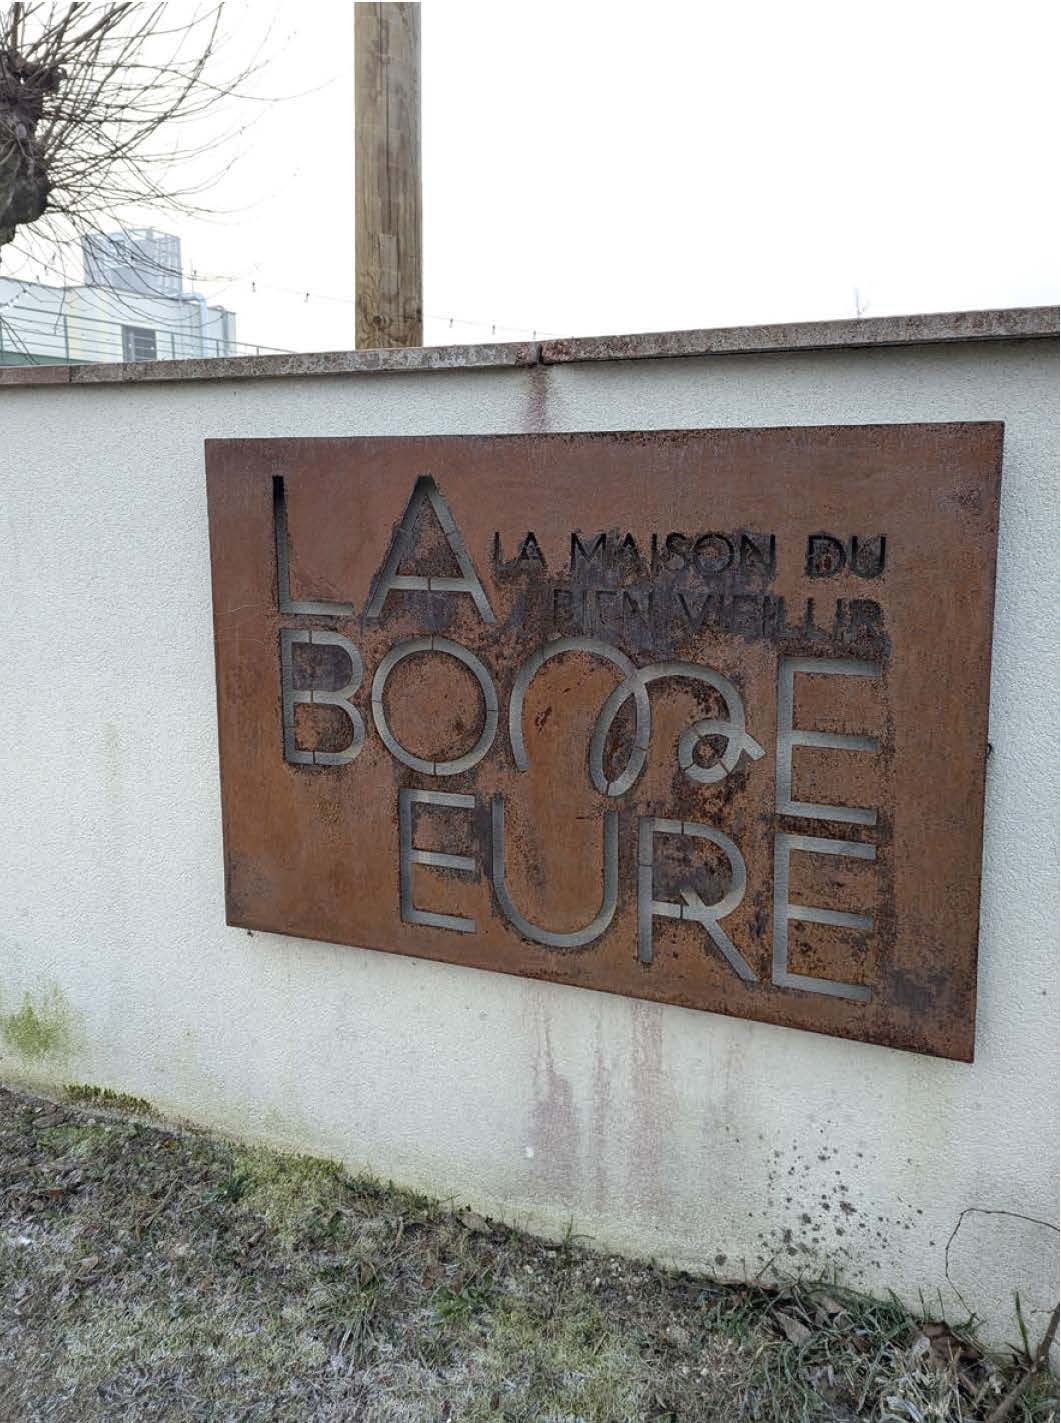 LA
LA MAISON DU
BIEN VIEILLIR
BONNE
EURE